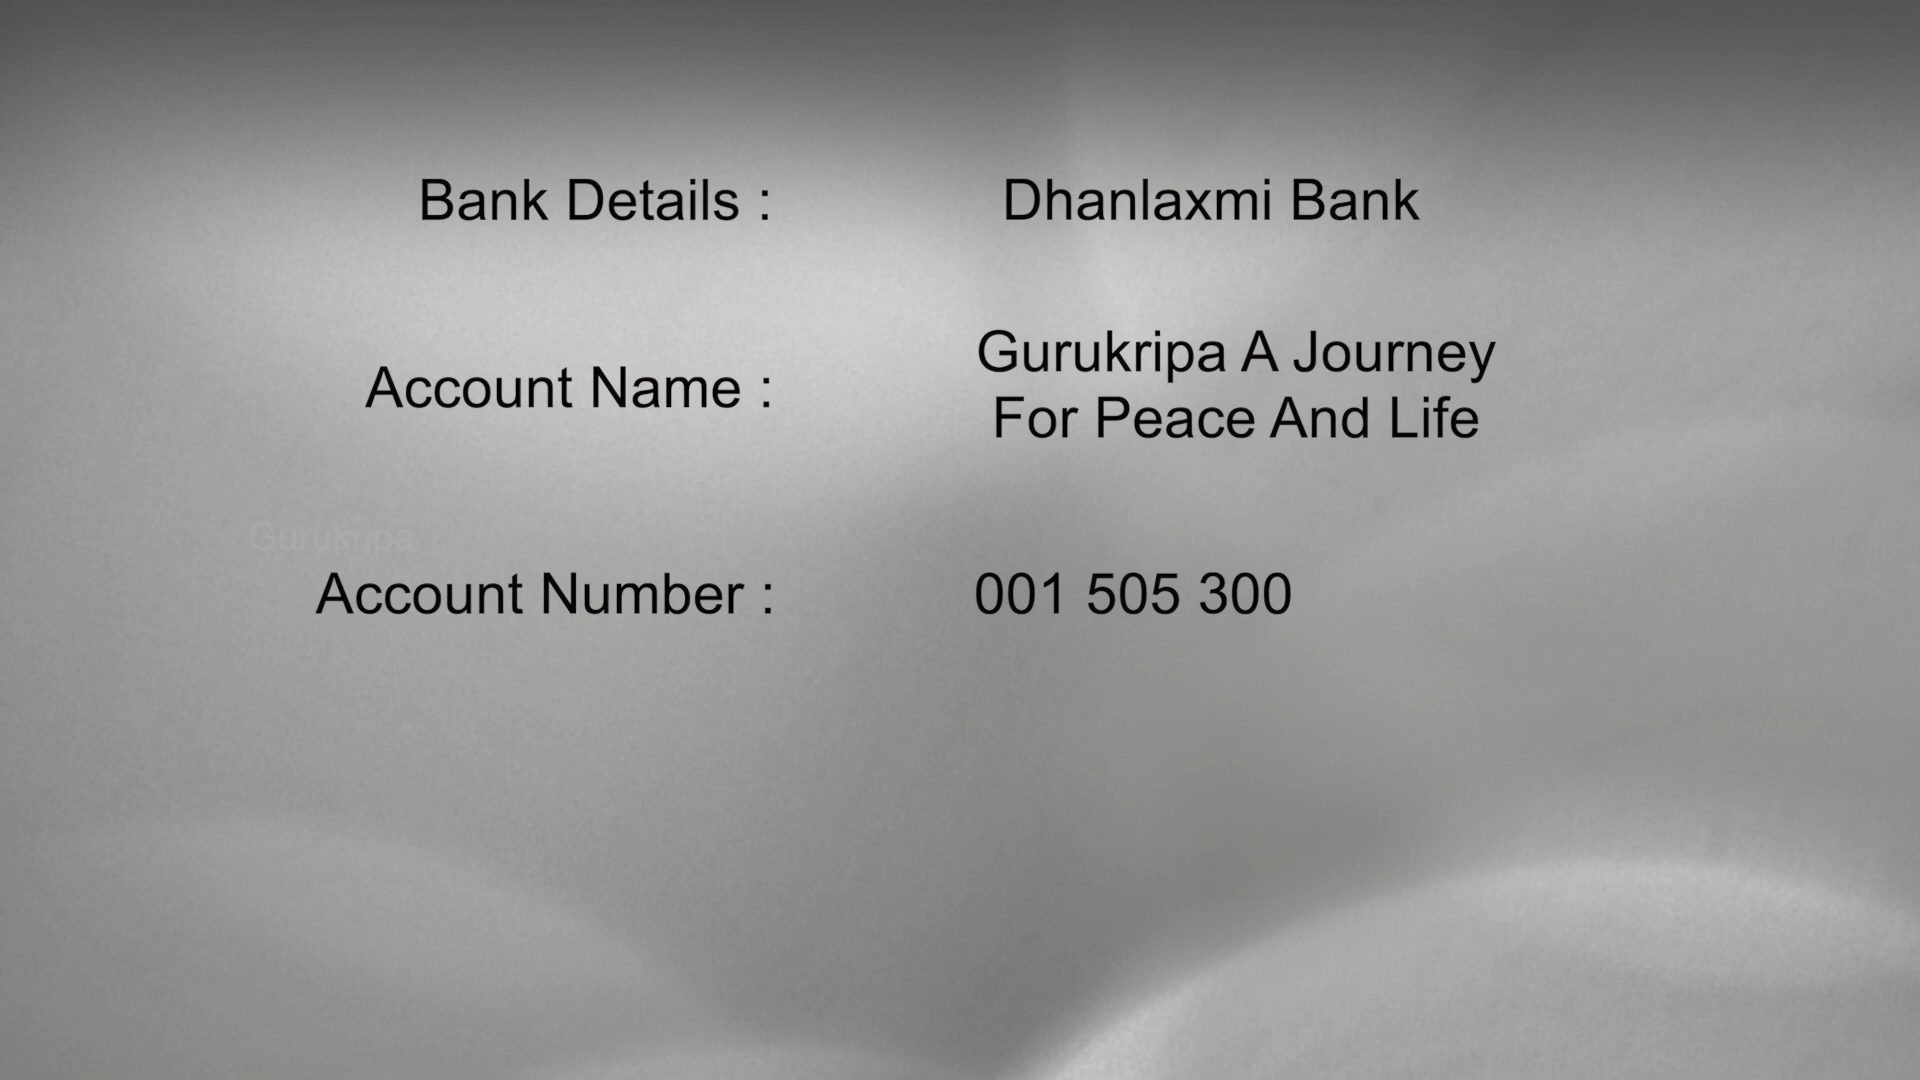 Bank Details : Dhanlaxmi Bank
Account Name : Gurukripa A Journey
For Peace And Life
Gurukripa
Account Number : 001 505 300